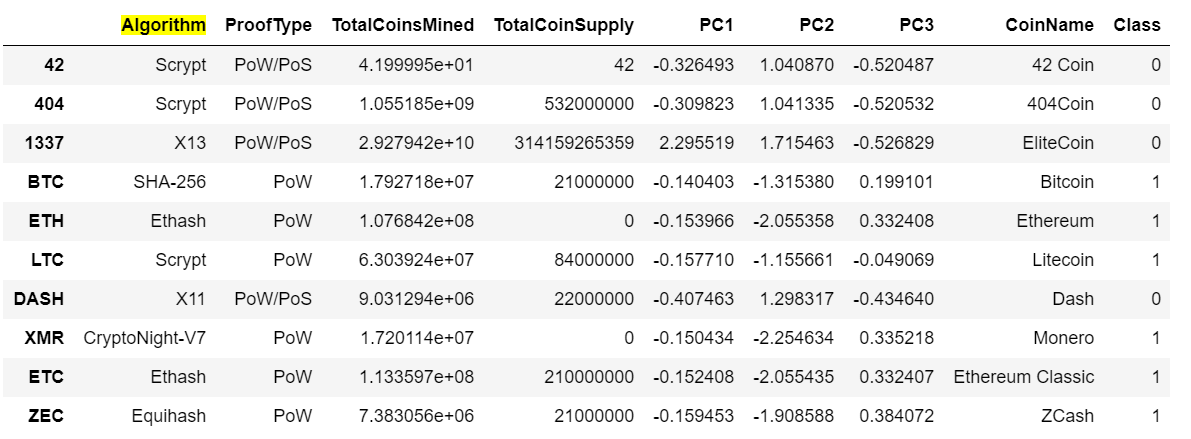 Algorithm ProofType TotalCoinsMined TotalCoinSupply PC1 PC2 PC3 CoinName Class
42 Scrypt PoW/PoS 4.199995e+01 42 -0.326493 1.040870 -0.520487 42 Coin 0
404 Scrypt PoW/PoS 1.055185e+09 532000000 -0.309823 1.041335 -0.520532 404Coin 0
1337 X13 PoW/PoS 2.927942e+10 314159265359 2.295519 1.715463 -0.526829 EliteCoin 0
BTC SHA-256 PoW 1.792718e+07 21000000 -0.140403 -1.315380 0.199101 Bitcoin 1
ETH Ethash PoW 1.076842e+08 0 -0.153966 -2.055358 0.332408 Ethereum 1
LTC Scrypt PoW 6.303924e+07 84000000 -0.157710 -1.155661 -0.049069 Litecoin 1
DASH X11 PoW/PoS 9.031294e+06 22000000 -0.407463 1.298317 -0.434640 Dash 0
XMR CryptoNight-V7 PoW 1.720114e+07 0 -0.150434 -2.254634 0.335218 Monero 1
ETC Ethash PoW 1.133597e+08 210000000 -0.152408 -2.055435 0.332407 Ethereum Classic 1
ZEC Equihash PoW 7.383056e+06 21000000 -0.159453 -1.908588 0.384072 ZCash 1